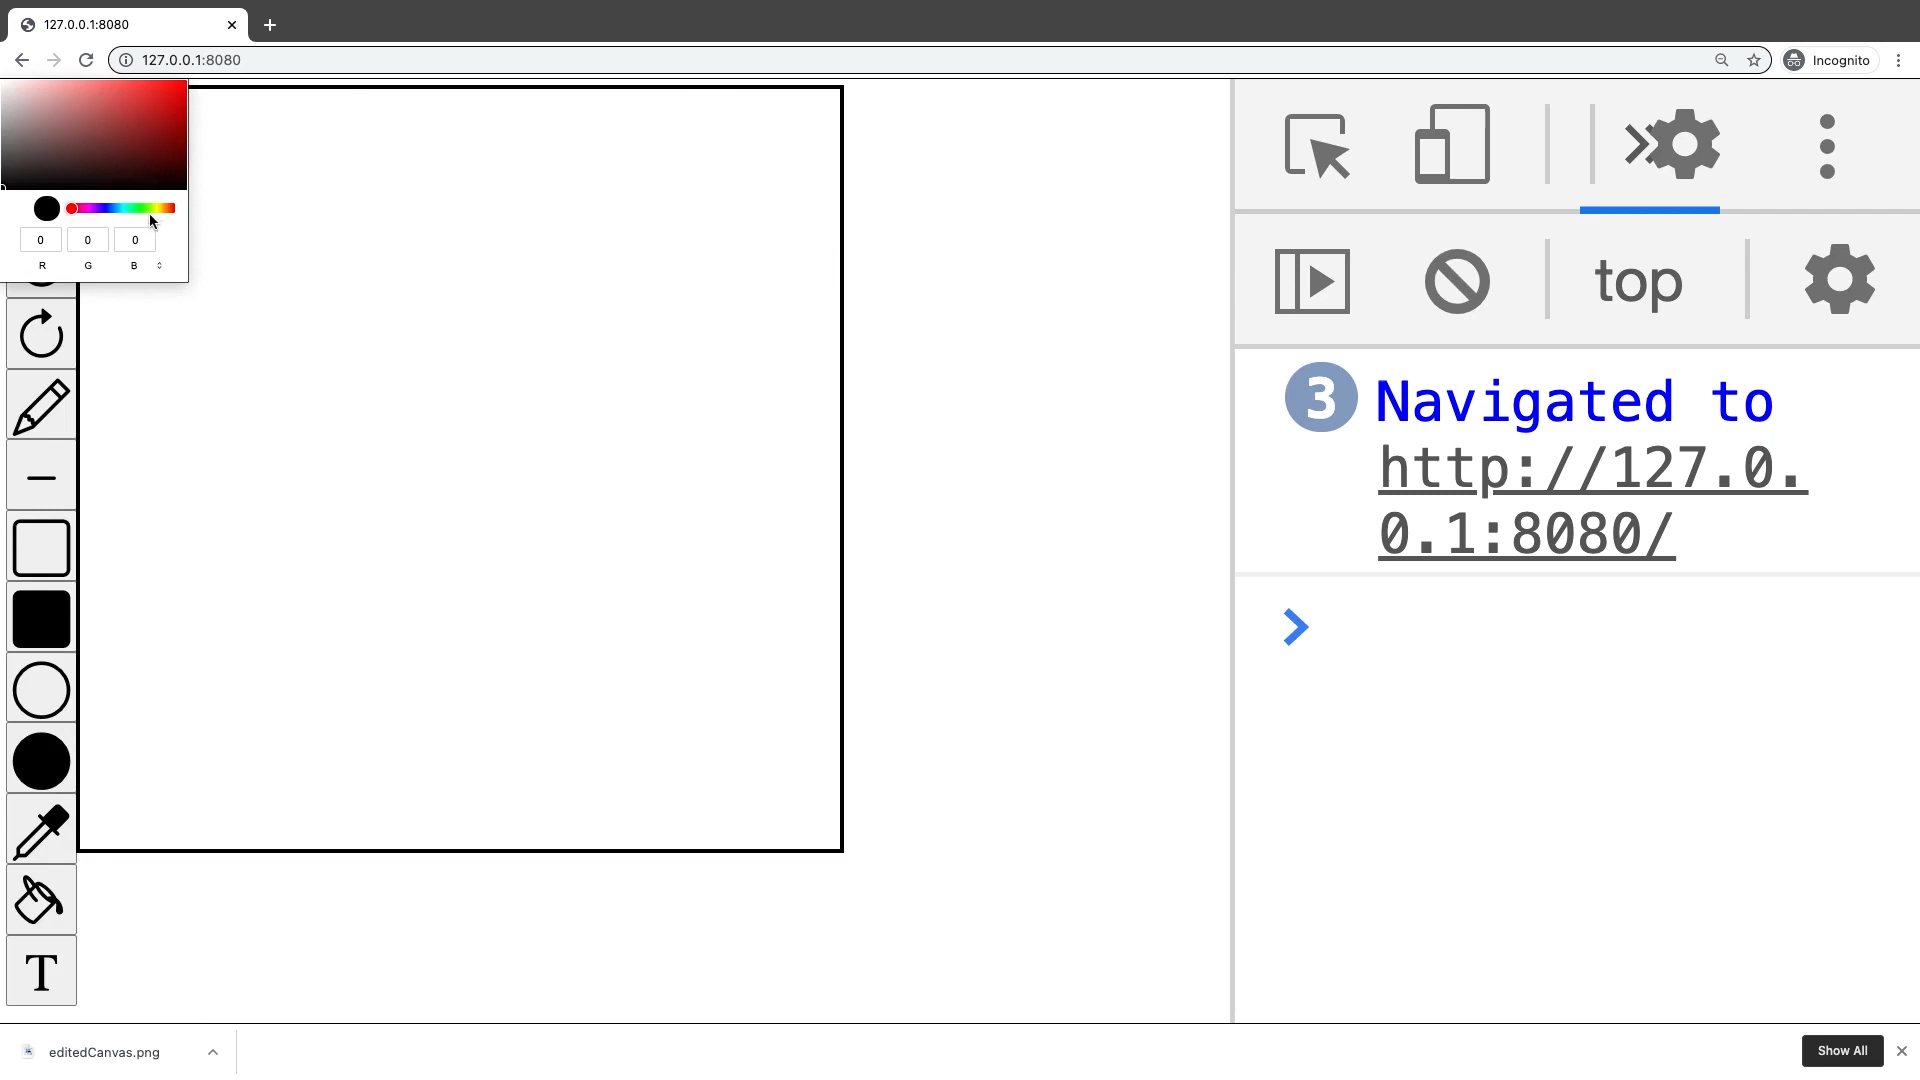 127.0.0.1:8080
127.0.0.1:8080
Incognito
0 0 0
R G B
top
3 Navigated to
http://127.0.
0.1:8080/
T
editedCanvas.png
Show All